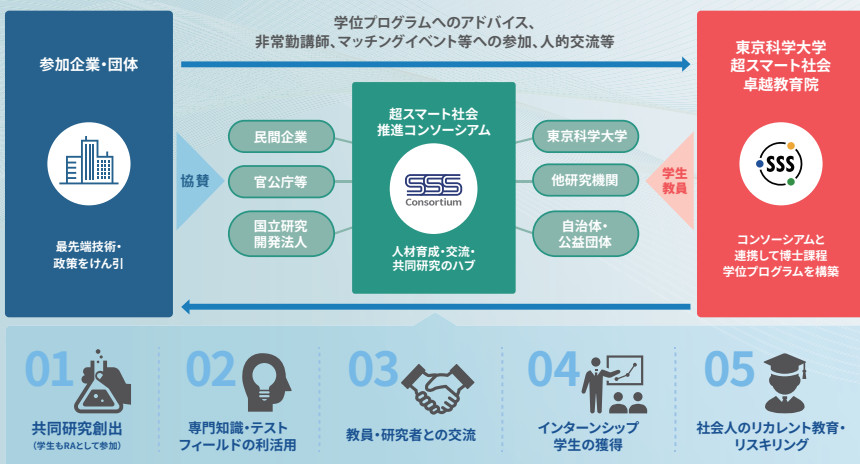 学位プログラムへのアドバイス、
非常勤講師、マッチングイベント等への参加、人的交流等
参加企業・団体
最先端技術・
政策をけん引
協賛
民間企業
官公庁等
国立研究
開発法人
超スマート社会
推進コンソーシアム
SSS
Consortium
人材育成・交流・
共同研究のハブ
東京科学大学
他研究機関
自治体・
公益団体
学生
教員
東京科学大学
超スマート社会
卓越教育院
SSS
コンソーシアムと
連携して博士課程
学位プログラムを構築
01
共同研究創出
(学生もRAとして参加)
02
専門知識・テスト
フィールドの利活用
03
教員・研究者との交流
04
インターンシップ
学生の獲得
05
社会人のリカレント教育・
リスキリング